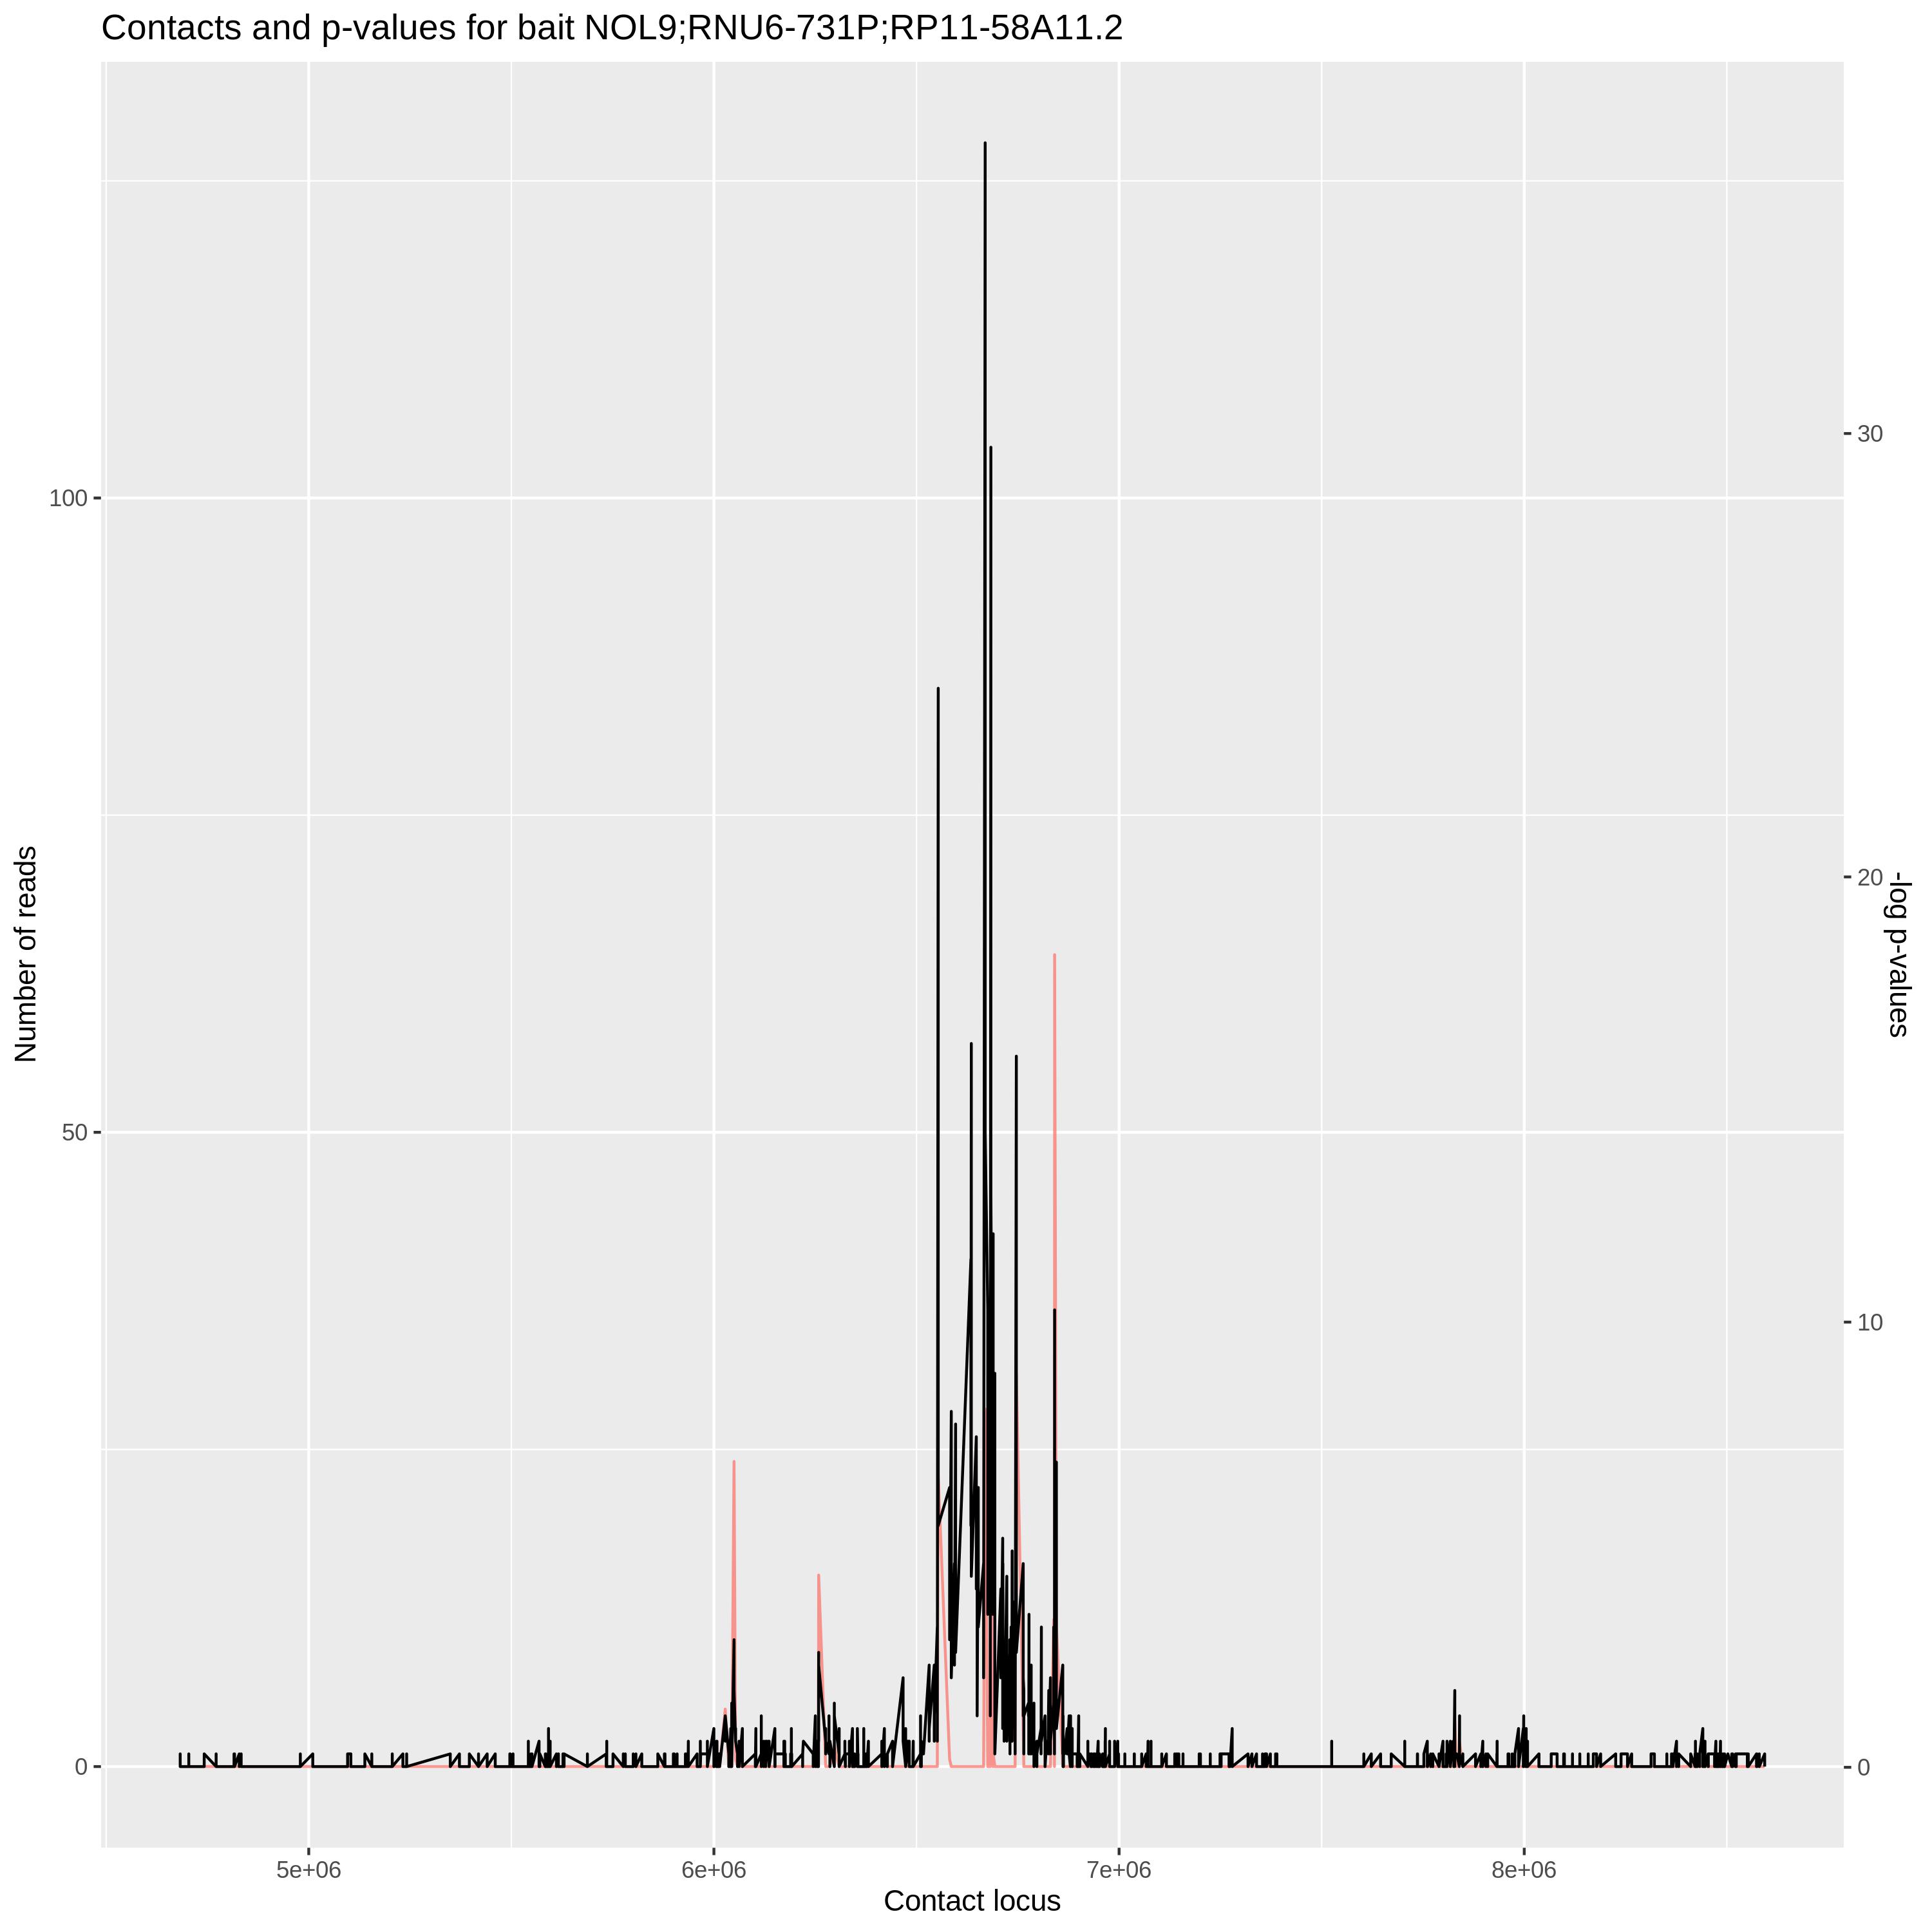 Contacts and p-values for bait NOL9;RNU6-731P;RP11-58A11.2
Number of reads
100
50
0
30
20
10
0
-log p-values
5e+06
6e+06
7e+06
8e+06
Contact locus